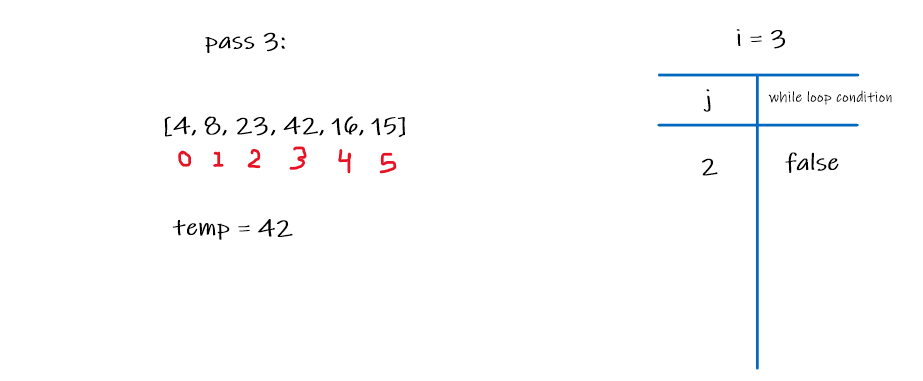 pass 3:
i = 3
j while loop condition
[4, 8, 23, 42, 16, 15]
0 1 2 3 4 5
2 false
temp = 42